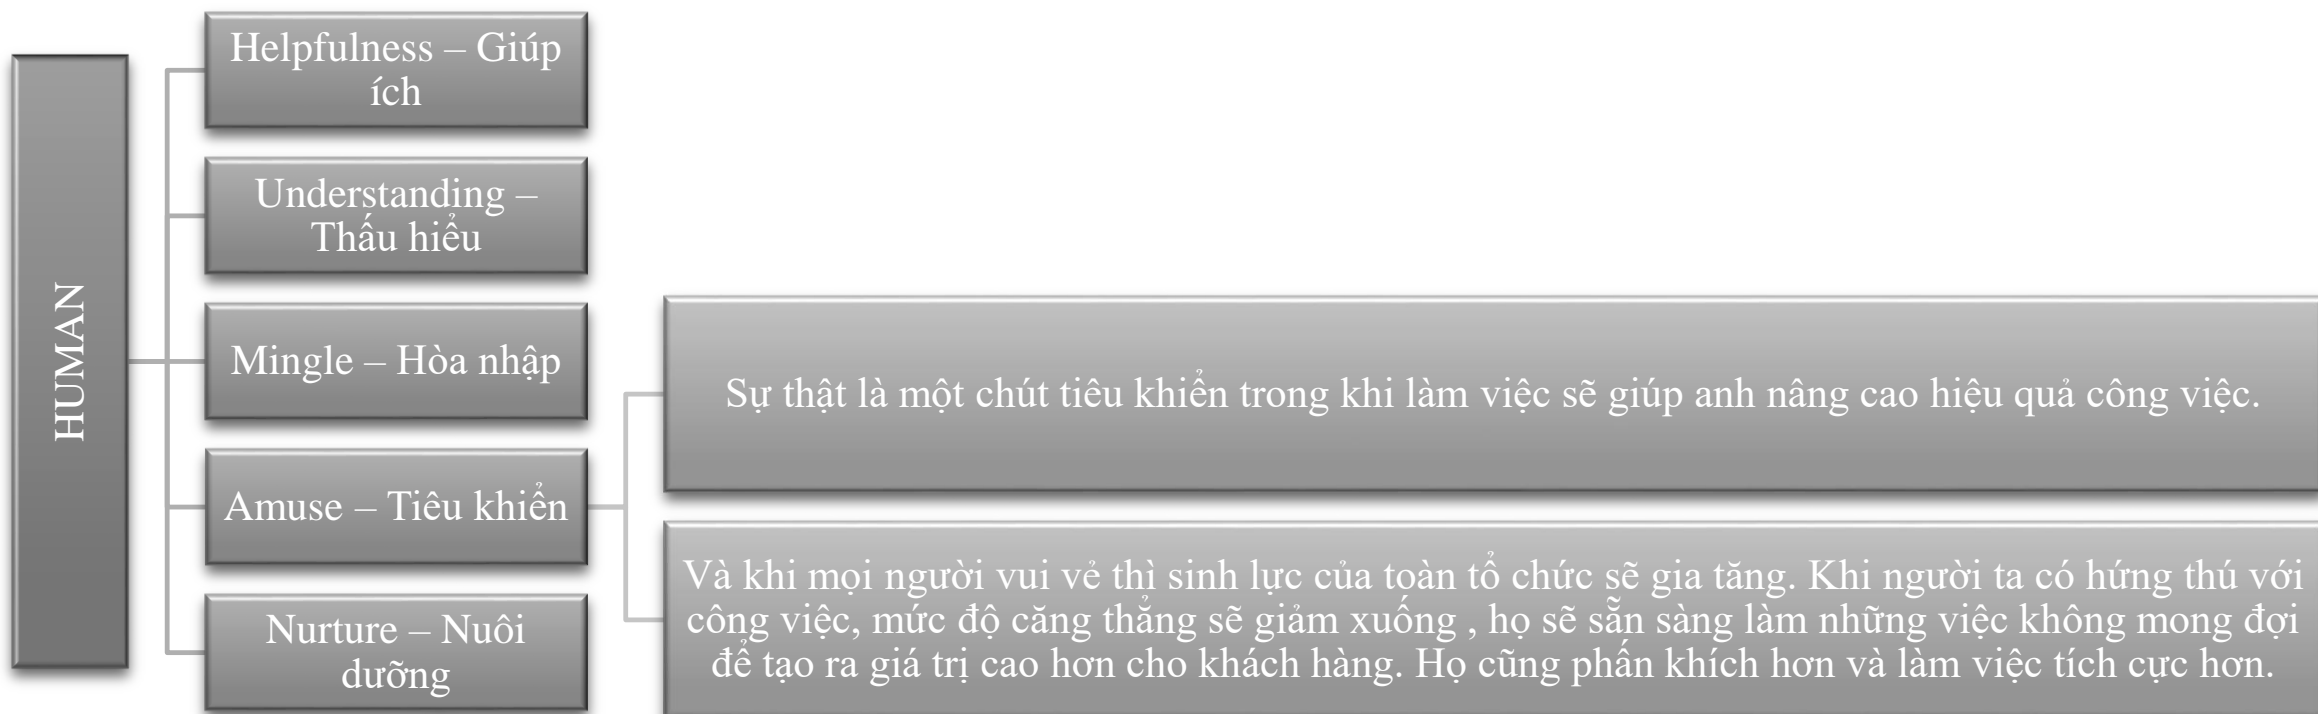 HUMAN
Helpfulness – Giúp
ích
Understanding –
Thấu hiểu
Mingle – Hòa nhập
Amuse – Tiêu khiển
Nurture – Nuôi
dưỡng
Sự thật là một chút tiêu khiển trong khi làm việc sẽ giúp anh nâng cao hiệu quả công việc.
Và khi mọi người vui vẻ thì sinh lực của toàn tổ chức sẽ gia tăng. Khi người ta có hứng thú với
công việc, mức độ căng thẳng sẽ giảm xuống , họ sẽ sẵn sàng làm những việc không mong đợi
để tạo ra giá trị cao hơn cho khách hàng. Họ cũng phấn khích hơn và làm việc tích cực hơn.